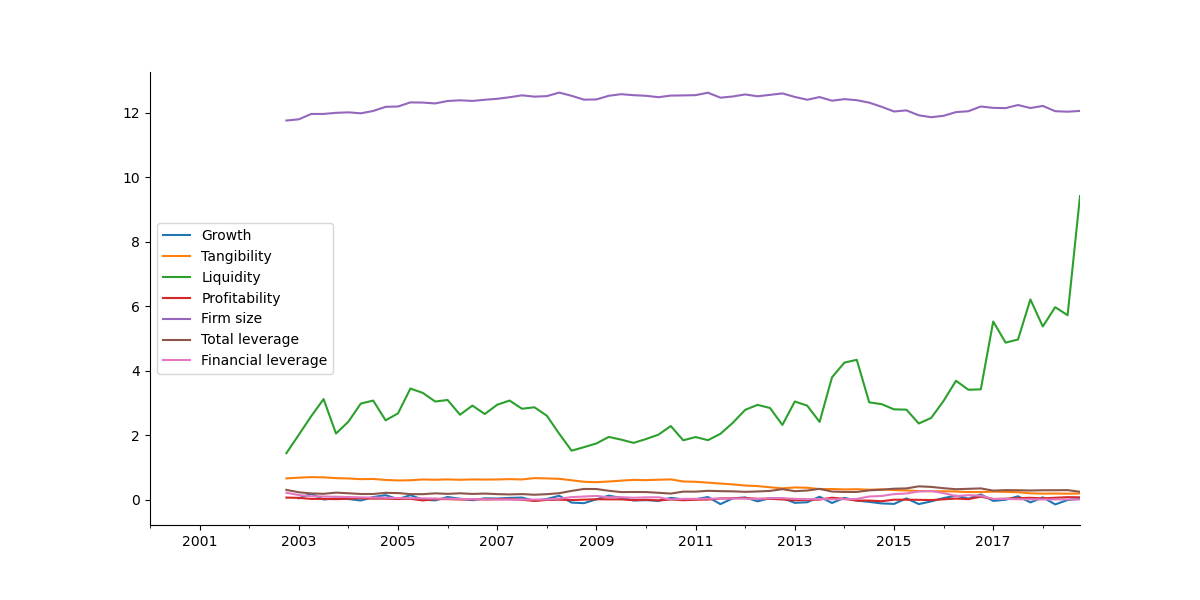 12
10
8
6
4
2
0
Growth
Tangibility
Liquidity
Profitability
Firm size
Total leverage
Financial leverage
2001 2003 2005 2007 2009 2011 2013 2015 2017